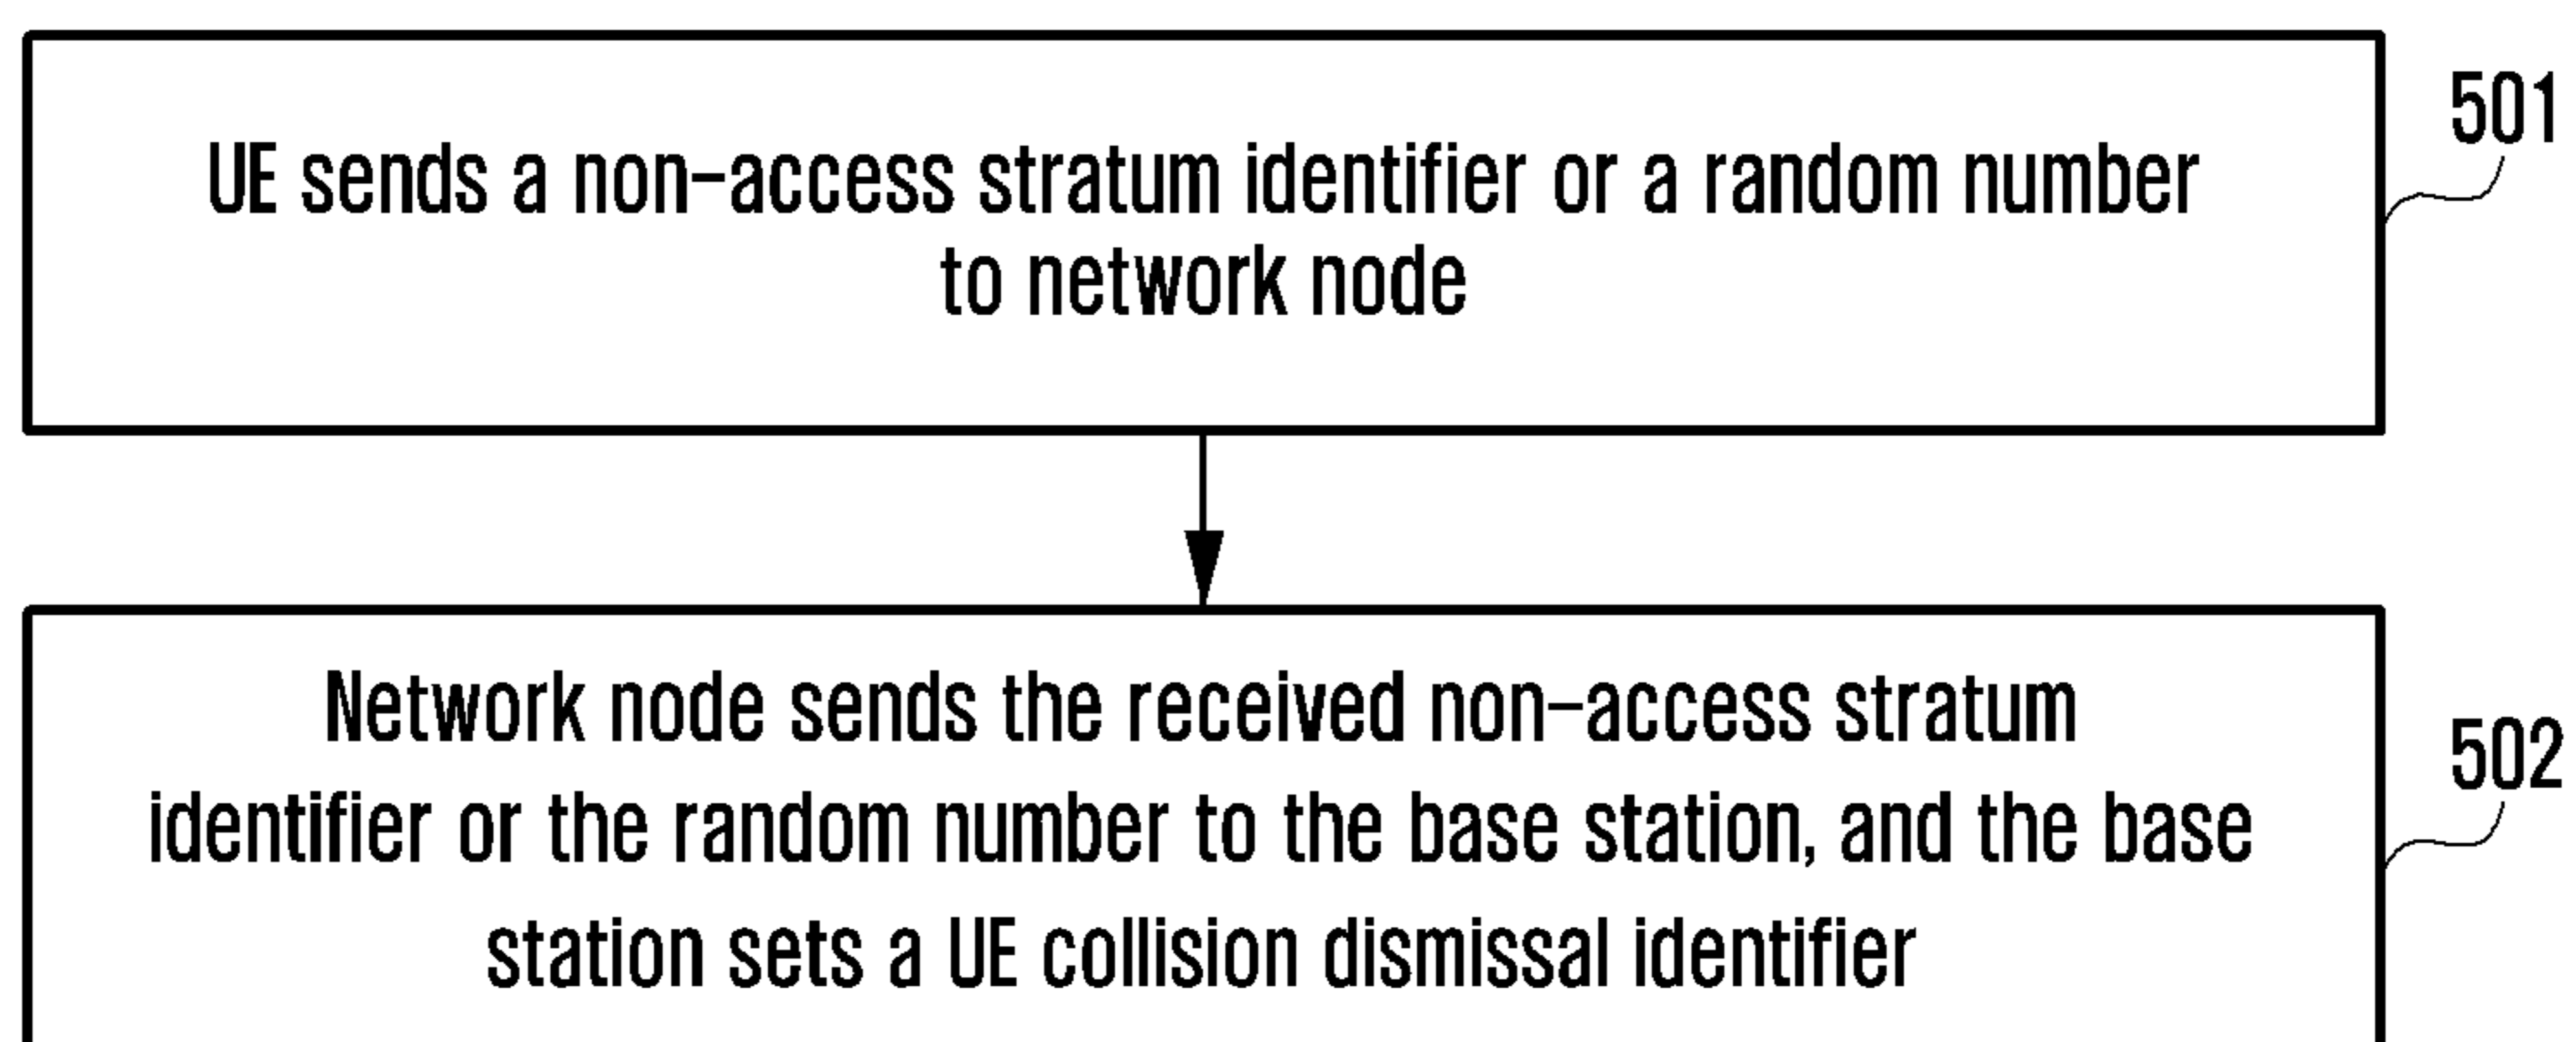 UE sends a non-access stratum identifier or a random number
to network node
501
Network node sends the received non-access stratum
identifier or the random number to the base station, and the base
station sets a UE collision dismissal identifier
502